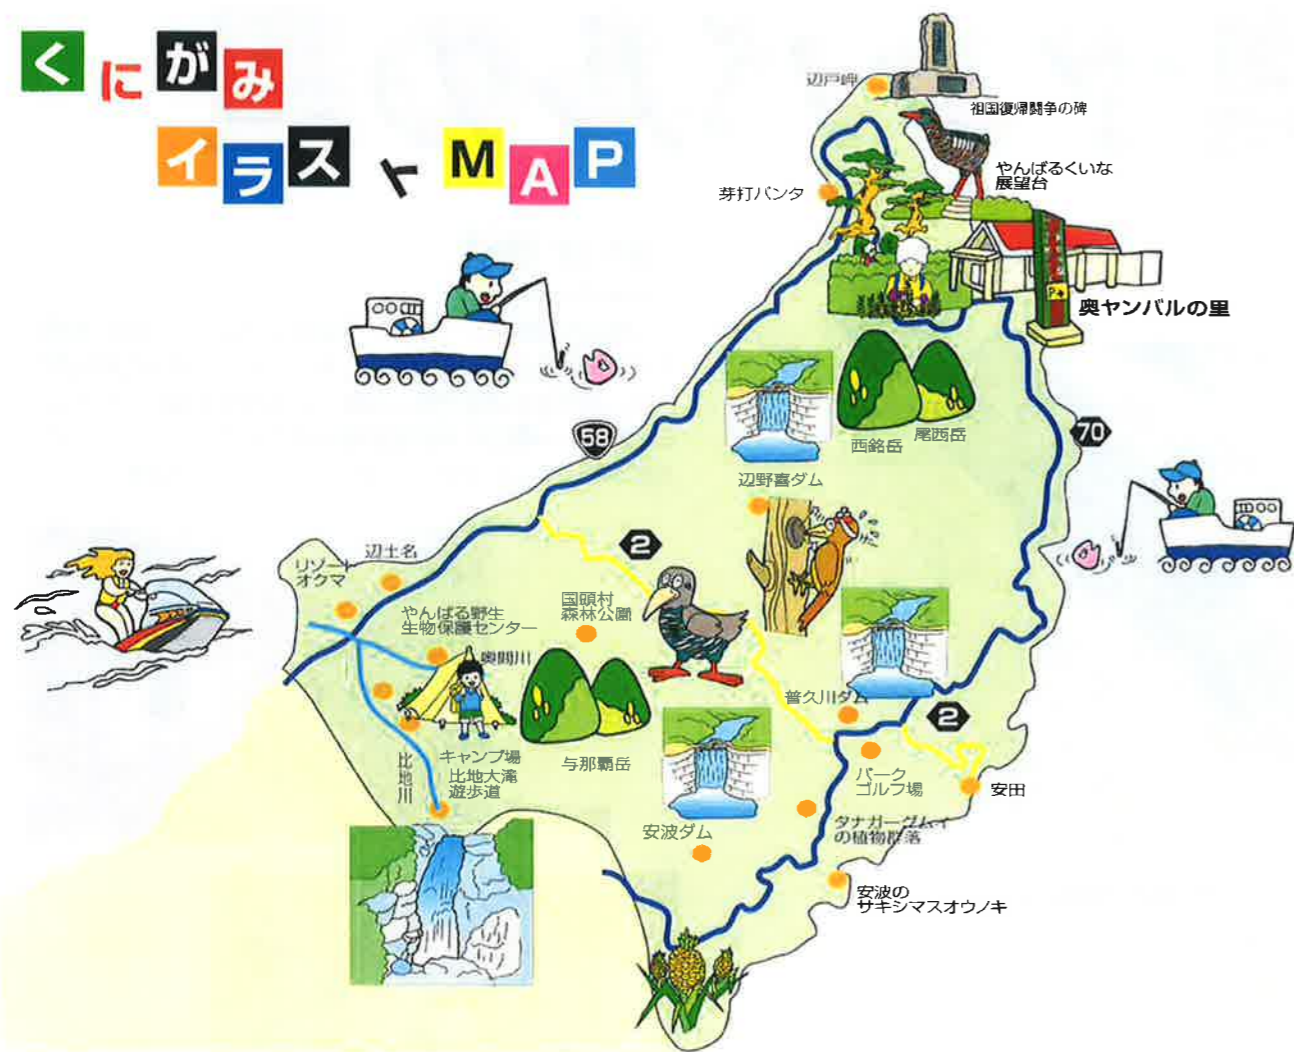 くにがみ
イラストMAP
辺戸岬
祖国復帰闘争の碑
やんばるくいな
展望台
茅打バンタ
P
奥ヤンバルの里
58
70
西銘岳
尾西岳
辺野喜ダム
2
辺土名
リゾート
オクマ
やんばる野生
生物保護センター
国頭村
森林公園
奥間川
普久川ダム
2
キャンプ場
比地大滝
遊歩道
比地川
与那覇岳
パーク
ゴルフ場
安田
安波ダム
タナガーグムイ
の植物群落
安波の
サキシマスオウノキ